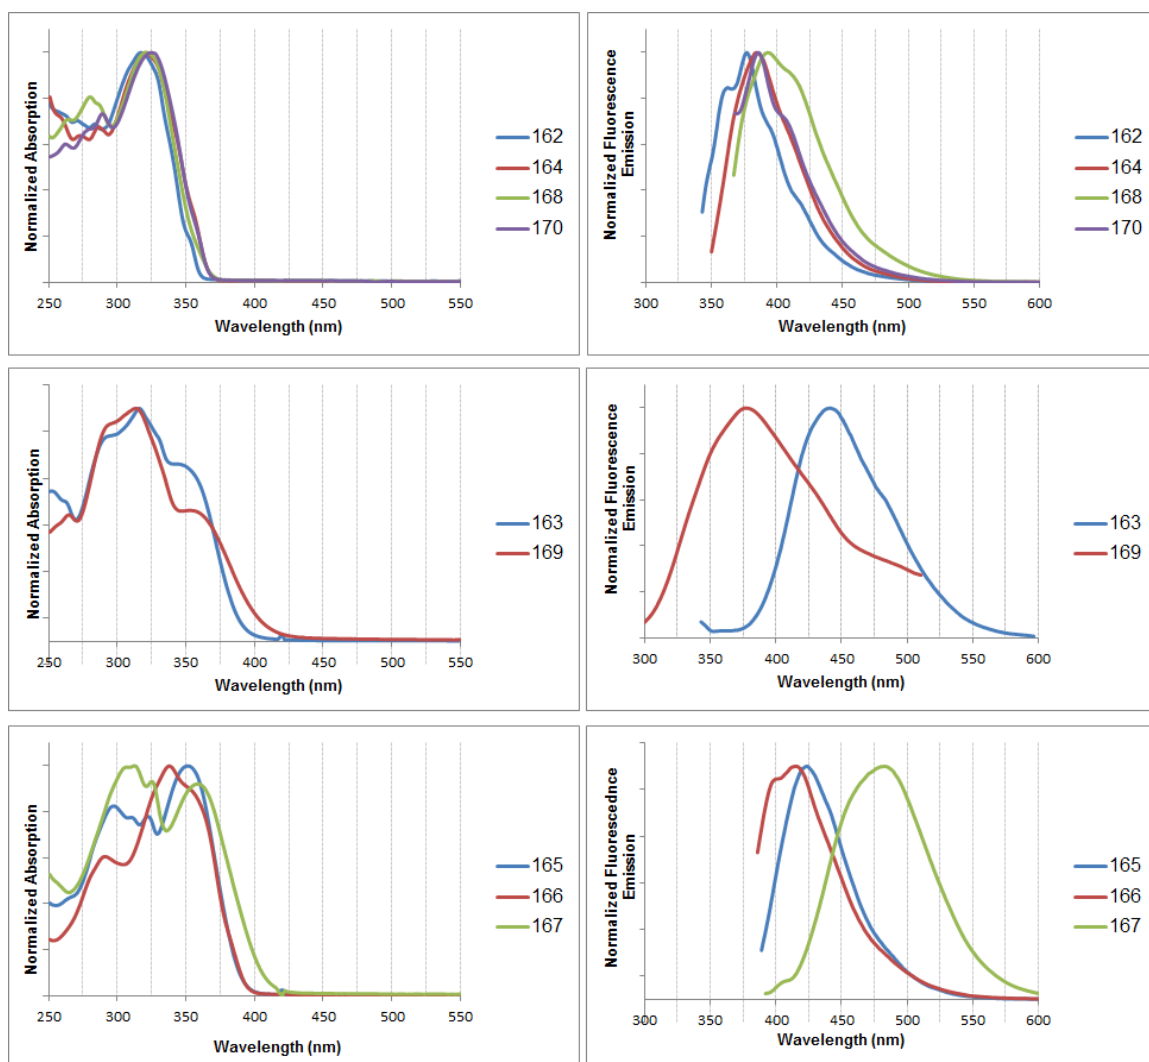 Normalized Absorption
250 300 350 400 450 500 550
Wavelength (nm)
162
164
168
170
Normalized Fluorescence
Emission
300 350 400 450 500 550 600
Wavelength (nm)
162
164
168
170
Normalized Absorption
250 300 350 400 450 500 550
Wavelength (nm)
163
169
Normalized Fluorescence
Emission
300 350 400 450 500 550 600
Wavelength (nm)
163
169
Normalized Absorption
250 300 350 400 450 500 550
Wavelength (nm)
165
166
167
Normalized Fluorescednce
Emission
300 350 400 450 500 550 600
Wavelength (nm)
165
166
167